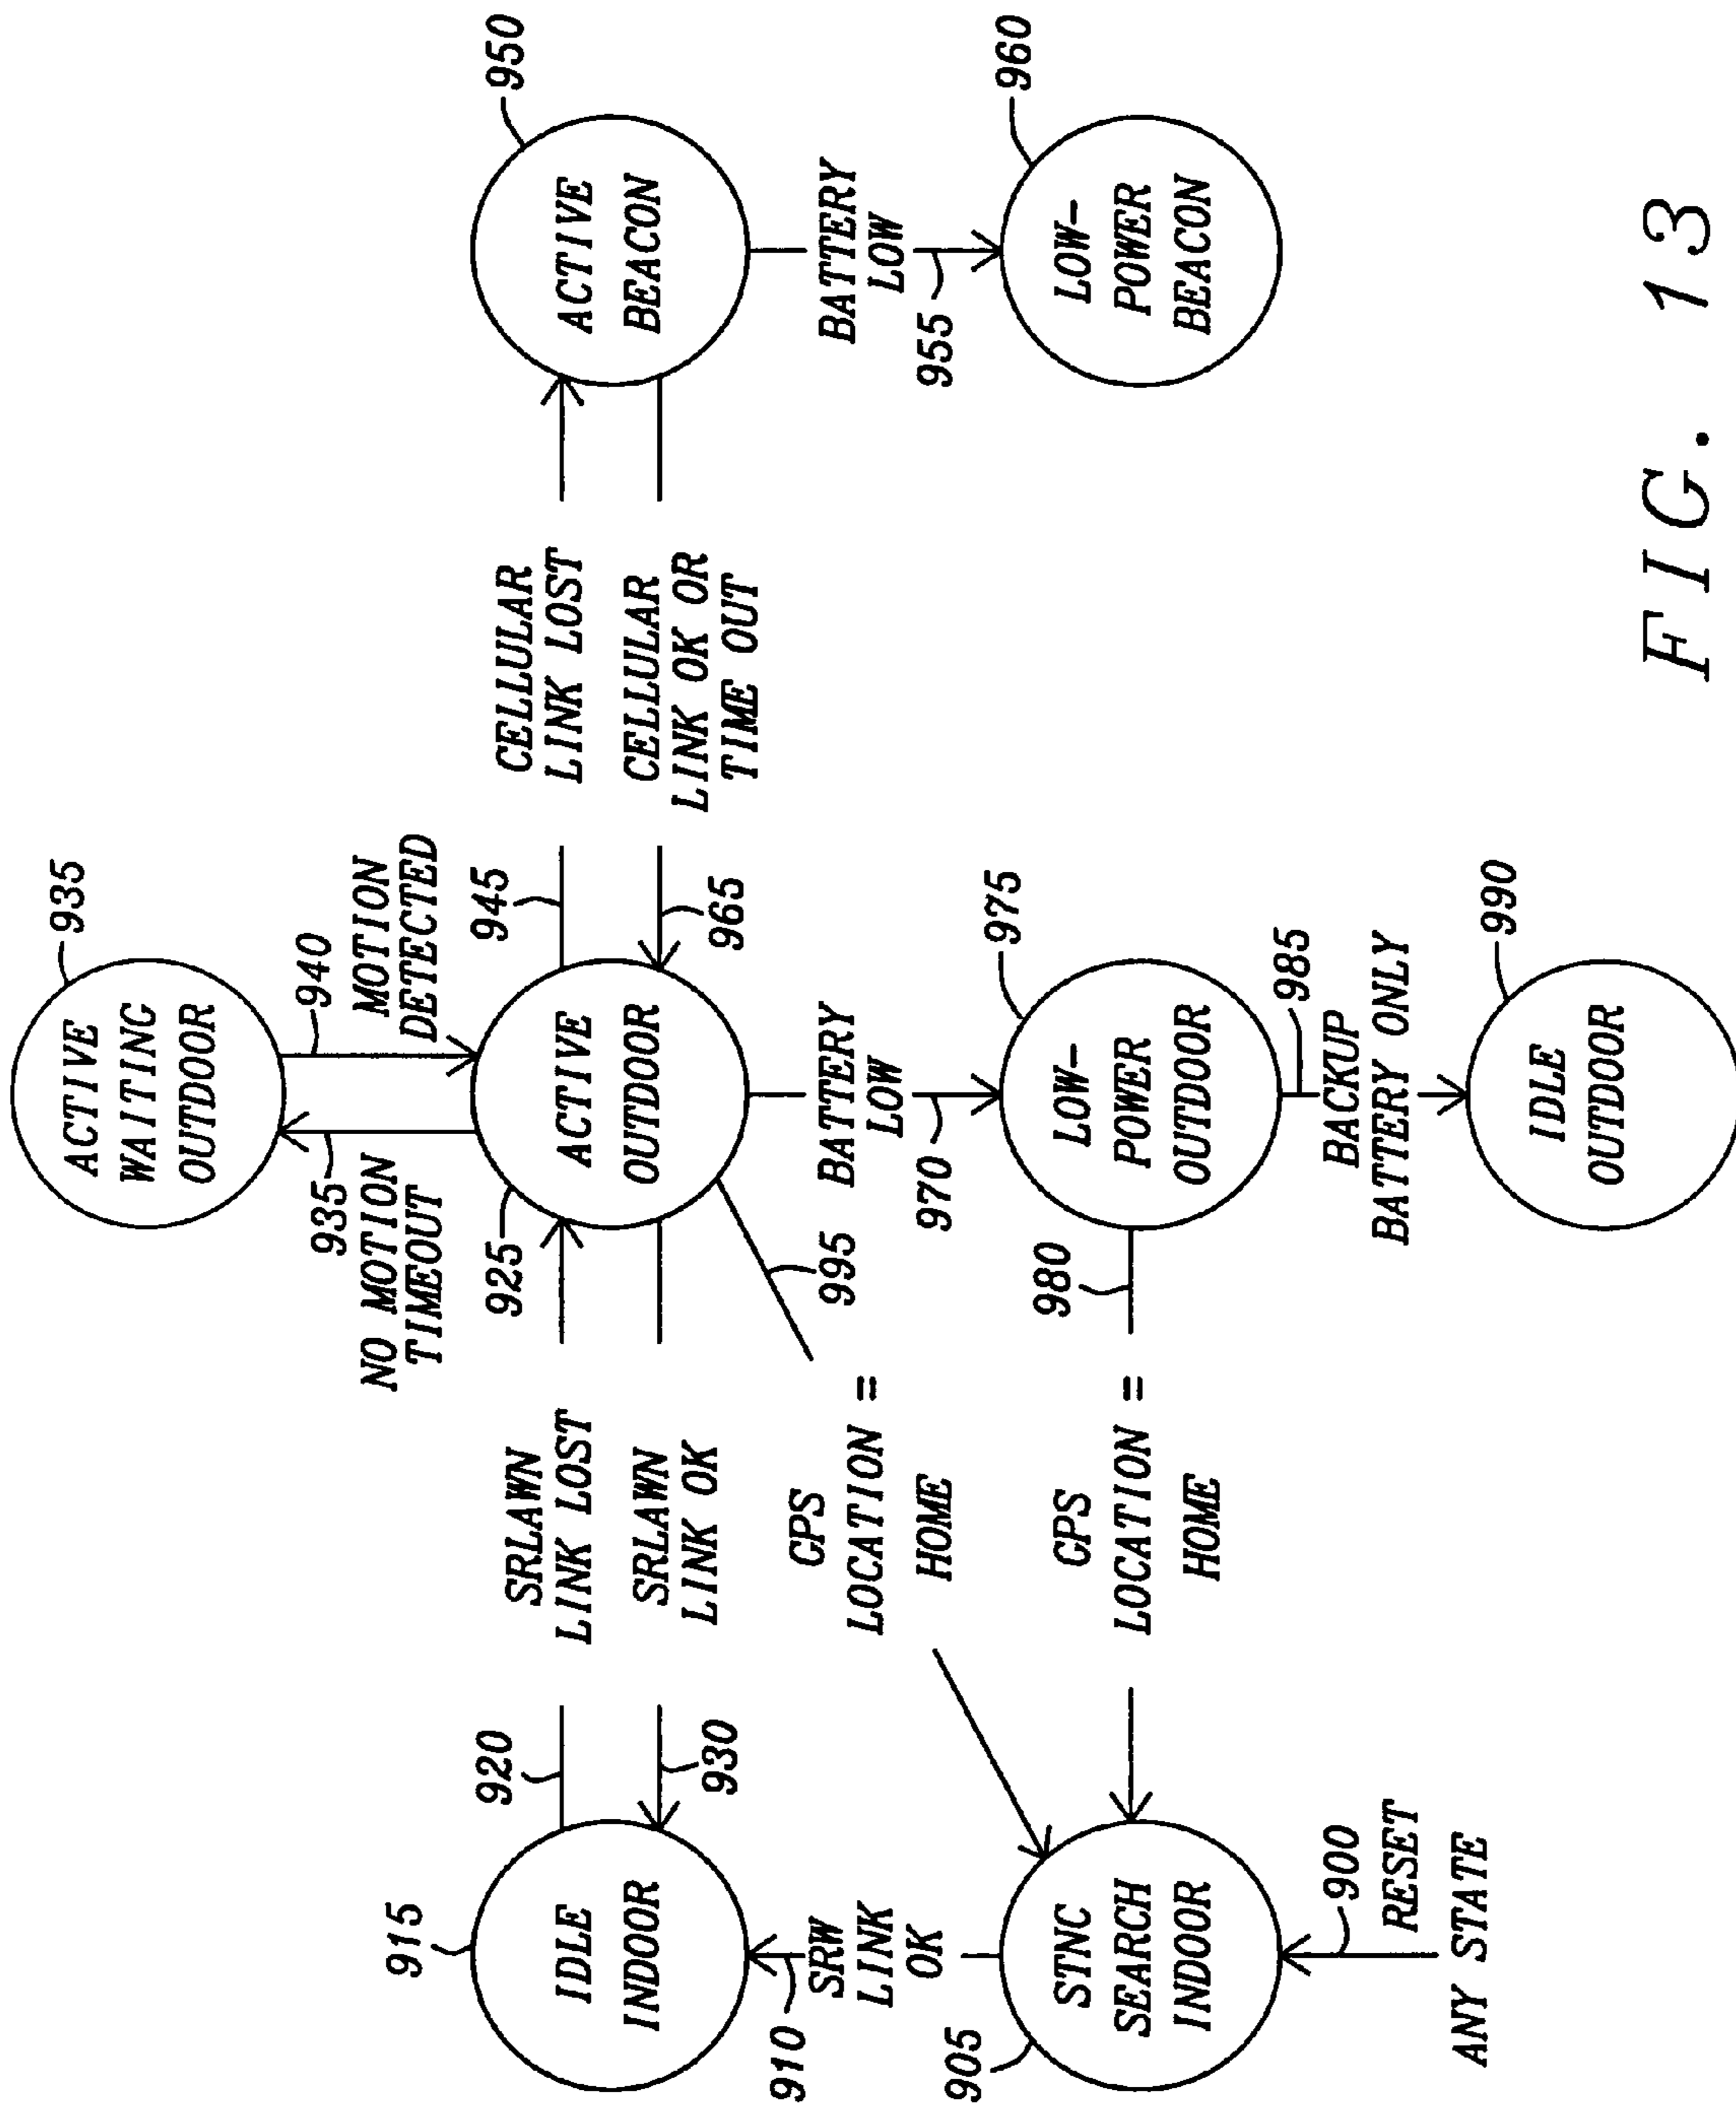 935
ACTIVE
WAITING
OUTDOOR
935
NO MOTION
TIMEOUT
940
MOTION
DETECTED
915
IDLE
INDOOR
920
SRLAWN
LINK LOST
SRLAWN
LINK OK
930
925
ACTIVE
OUTDOOR
945
CELLULAR
LINK LOST
CELLULAR
LINK OK OR
TIME OUT
965
950
ACTIVE
BEACON
910
SRW
LINK
OK
GPS
LOCATION =
HOME
995
BATTERY
LOW
970
BATTERY
LOW
955
905
STNC
SEARCH
INDOOR
GPS
LOCATION =
HOME
980
975
LOW-
POWER
OUTDOOR
960
LOW-
POWER
BEACON
900
RESET
ANY STATE
985
BACKUP
BATTERY ONLY
990
IDLE
OUTDOOR
FIG. 13